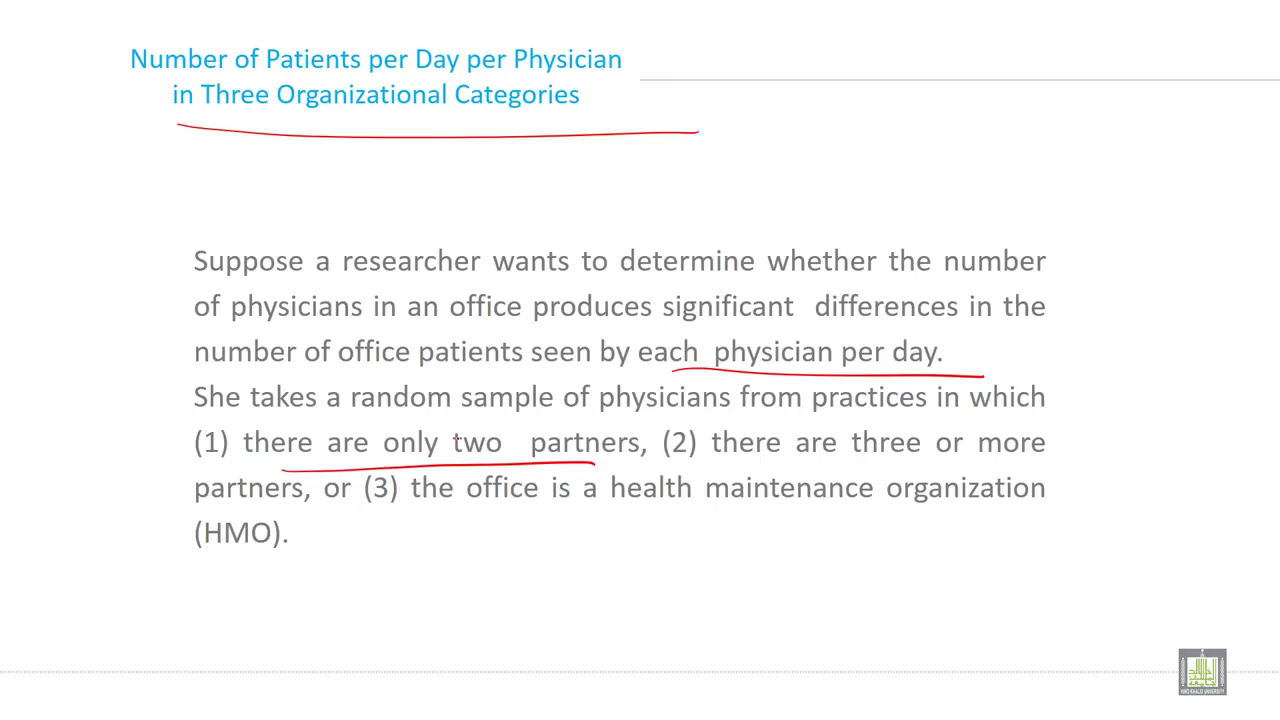 Number of Patients per Day per Physician
in Three Organizational Categories
Suppose a researcher wants to determine whether the number
of physicians in an office produces significant differences in the
number of office patients seen by each physician per day.
She takes a random sample of physicians from practices in which
(1) there are only two partners, (2) there are three or more
partners, or (3) the office is a health maintenance organization
(HMO).
KING KHALID UNIVERSITY